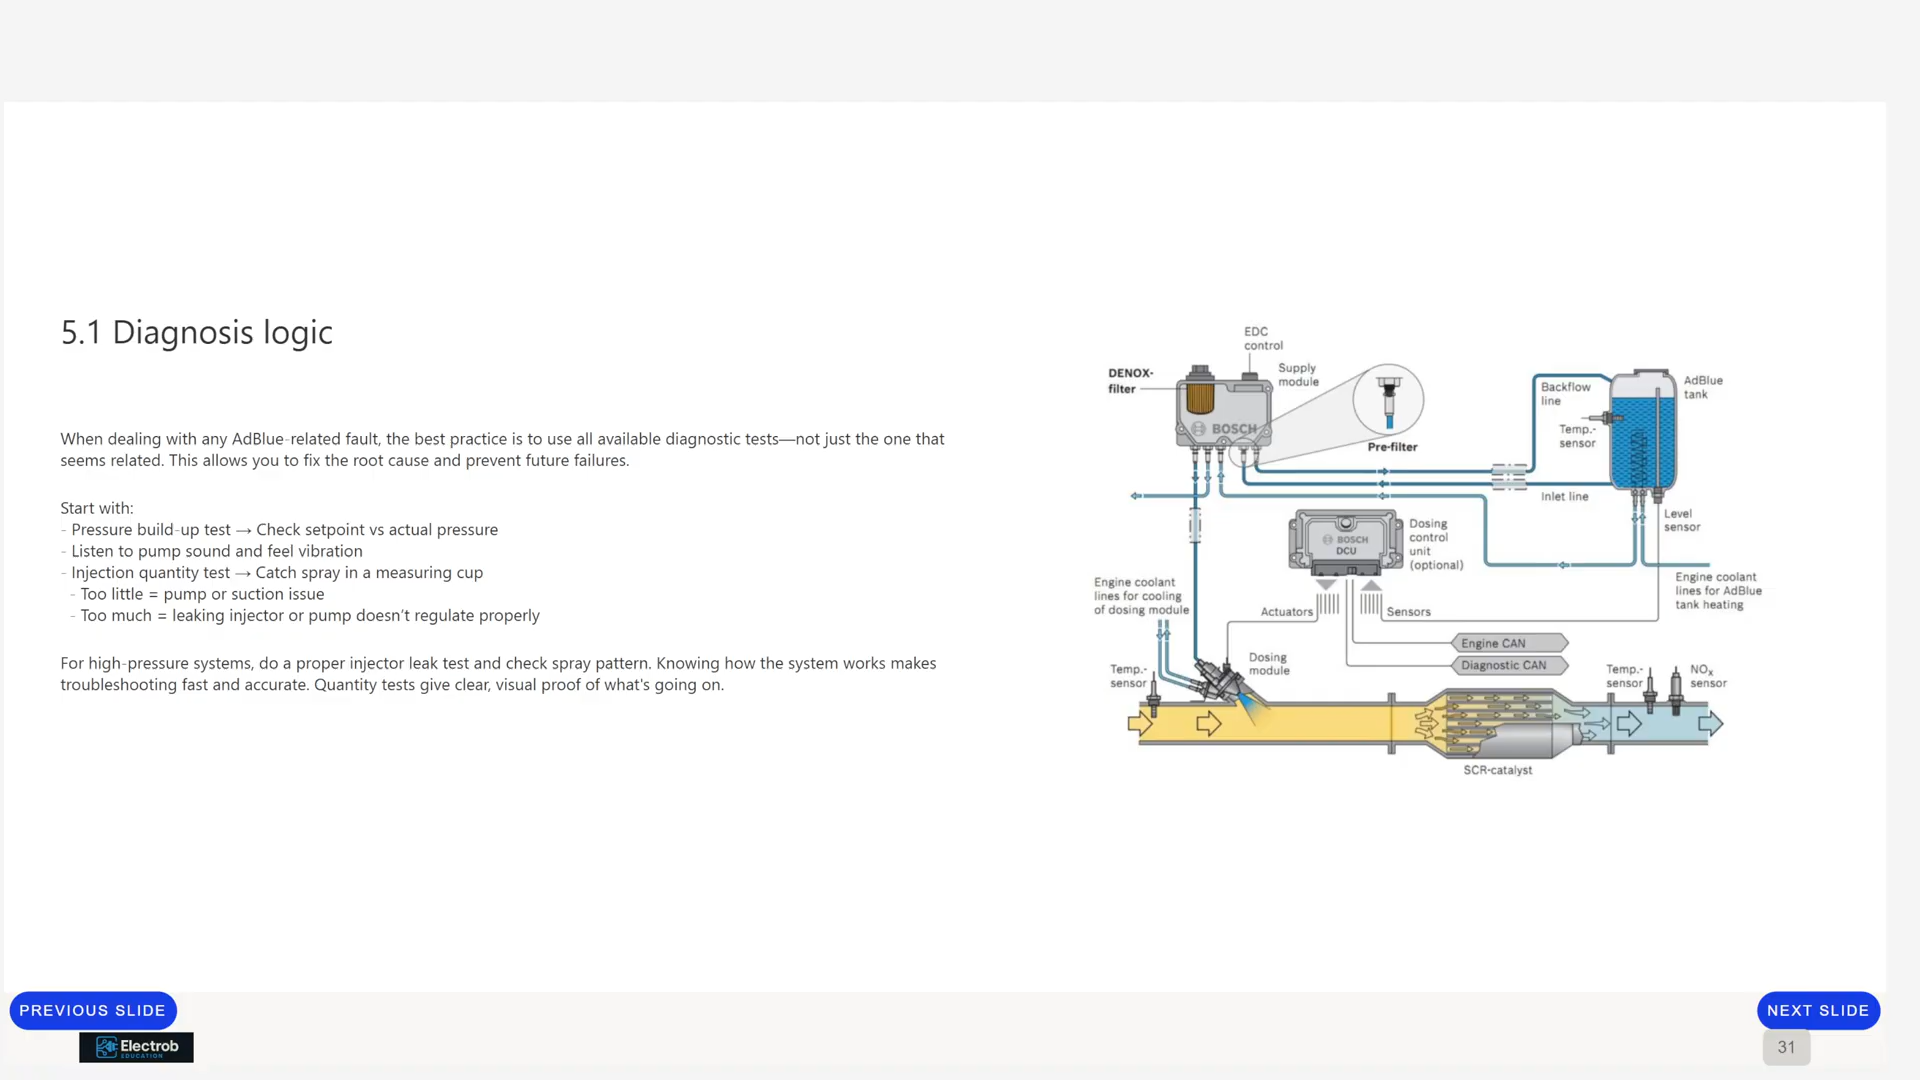 5.1 Diagnosis logic
When dealing with any AdBlue-related fault, the best practice is to use all available diagnostic tests—not just the one that
seems related. This allows you to fix the root cause and prevent future failures.
Start with:
- Pressure build-up test → Check setpoint vs actual pressure
- Listen to pump sound and feel vibration
- Injection quantity test → Catch spray in a measuring cup
- Too little = pump or suction issue
- Too much = leaking injector or pump doesn’t regulate properly
For high-pressure systems, do a proper injector leak test and check spray pattern. Knowing how the system works makes
troubleshooting fast and accurate. Quantity tests give clear, visual proof of what's going on.
EDC
control
DENOX-
filter
Supply
module
BOSCH
Pre-filter
Backflow
line
AdBlue
tank
Temp.-
sensor
Inlet line
Level
sensor
BOSCH
DCU
Dosing
control
unit
(optional)
Engine coolant
lines for cooling
of dosing module
Engine coolant
lines for AdBlue
tank heating
Actuators
Sensors
Engine CAN
Diagnostic CAN
Dosing
module
Temp.-
sensor
Temp.-
sensor
NOx
sensor
SCR-catalyst
PREVIOUS SLIDE
NEXT SLIDE
Electrob
EDUCATION
31